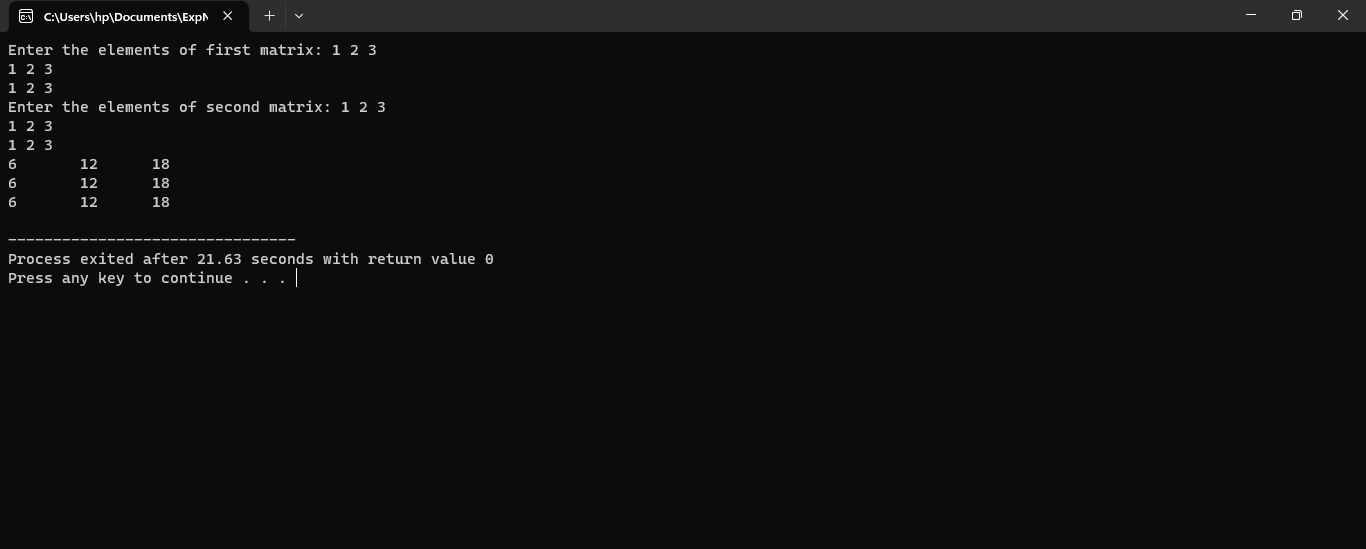 C:\Users\hp\Documents\ExpN
Enter the elements of first matrix: 1 2 3
1 2 3
1 2 3
Enter the elements of second matrix: 1 2 3
1 2 3
1 2 3
6       12      18
6       12      18
6       12      18
--------------------------------
Process exited after 21.63 seconds with return value 0
Press any key to continue . . .